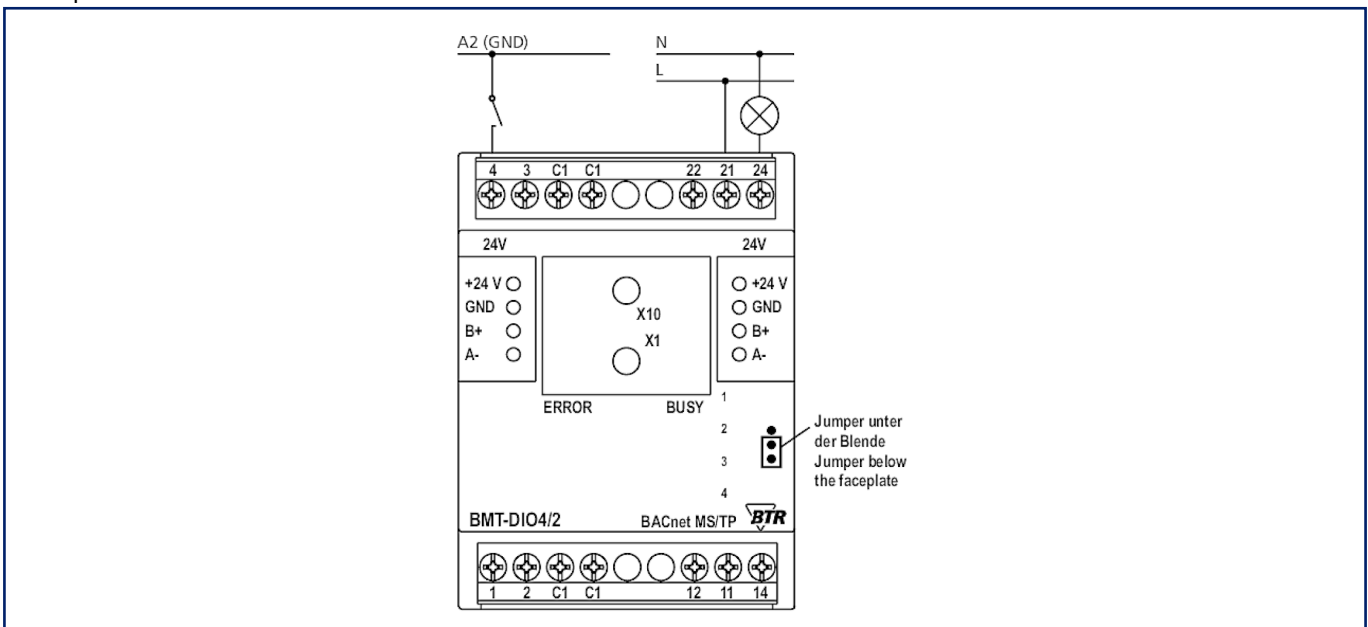 A2 (GND)
N
L
4 3 C1 C1 22 21 24
24V
24V
+24 V
GND
B+
A-
X10
X1
+24 V
GND
B+
A-
ERROR
BUSY
1
2
3
4
Jumper unter
der Blende
Jumper below
the faceplate
BMT-DIO4/2
BACnet MS/TP
BTR
1 2 C1 C1 12 11 14